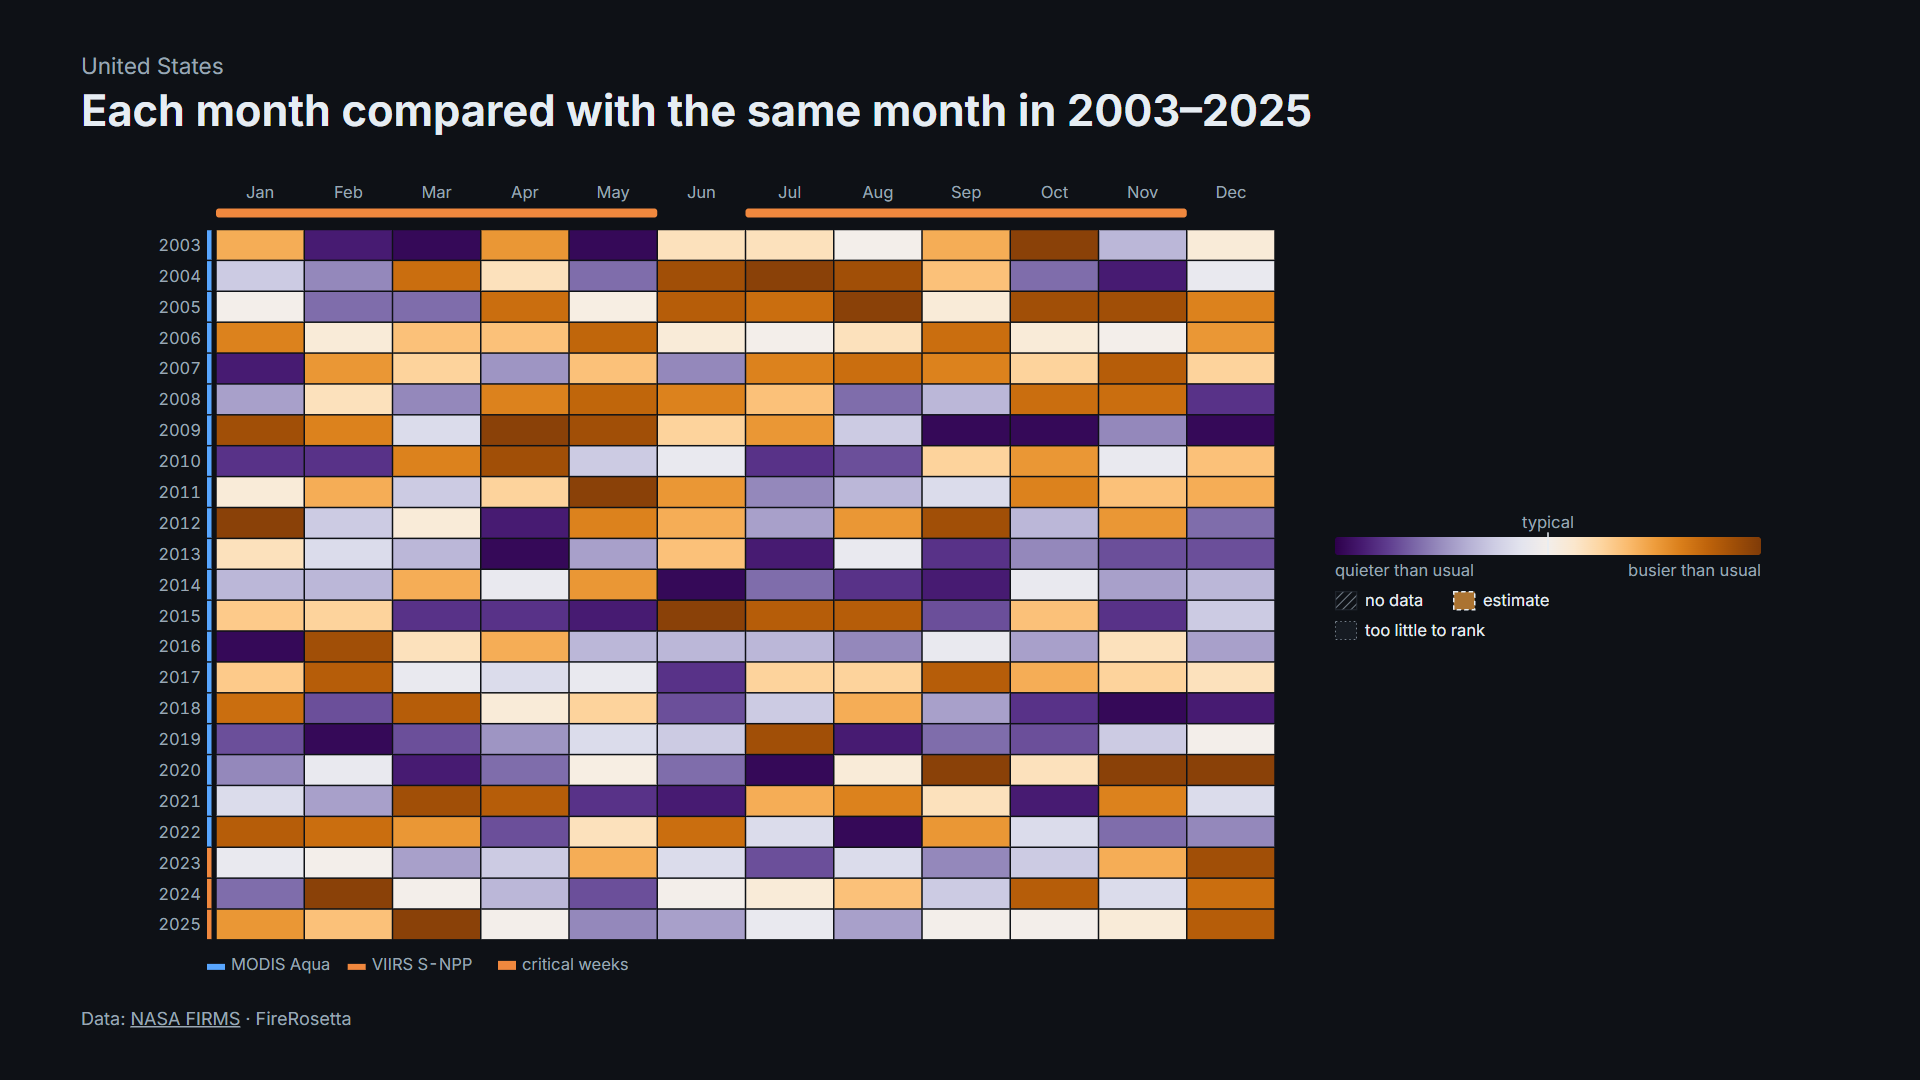 United States
Each month compared with the same month in 2003–2025
Jan Feb Mar Apr May Jun Jul Aug Sep Oct Nov Dec
2003
2004
2005
2006
2007
2008
2009
2010
2011
2012
2013
2014
2015
2016
2017
2018
2019
2020
2021
2022
2023
2024
2025
typical
quieter than usual busier than usual
no data estimate
too little to rank
MODIS Aqua VIIRS S-NPP critical weeks
Data: NASA FIRMS · FireRosetta